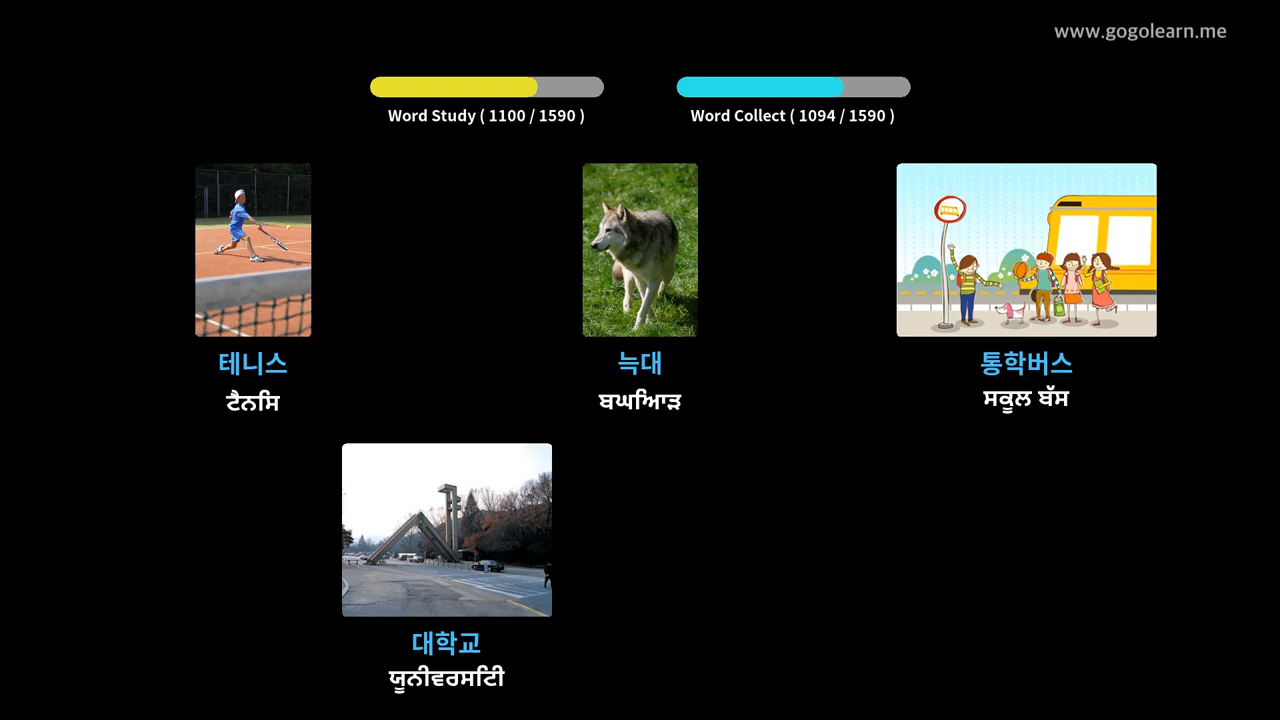 www.gogolearn.me
Word Study ( 1100 / 1590 )
Word Collect ( 1094 / 1590 )
테니스
늑대
통학버스
ਟੈਨਿਸ
ਬਘਿਆੜ
ਸਕੂਲ ਬੱਸ
대학교
ਯੂਨੀਵਰਸਿਟੀ